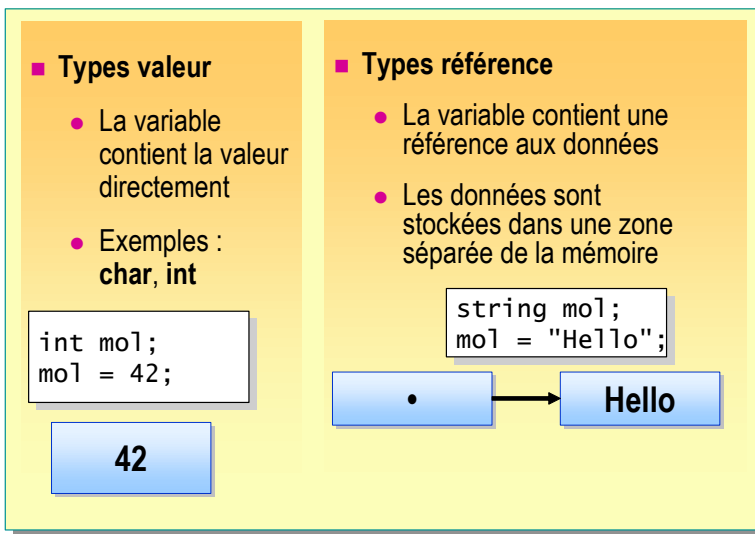 Types valeur
La variable
contient la valeur
directement
Exemples :
char, int
int mol;
mol = 42;
42
Types référence
La variable contient une
référence aux données
Les données sont
stockées dans une zone
séparée de la mémoire
string mol;
mol = "Hello";
Hello